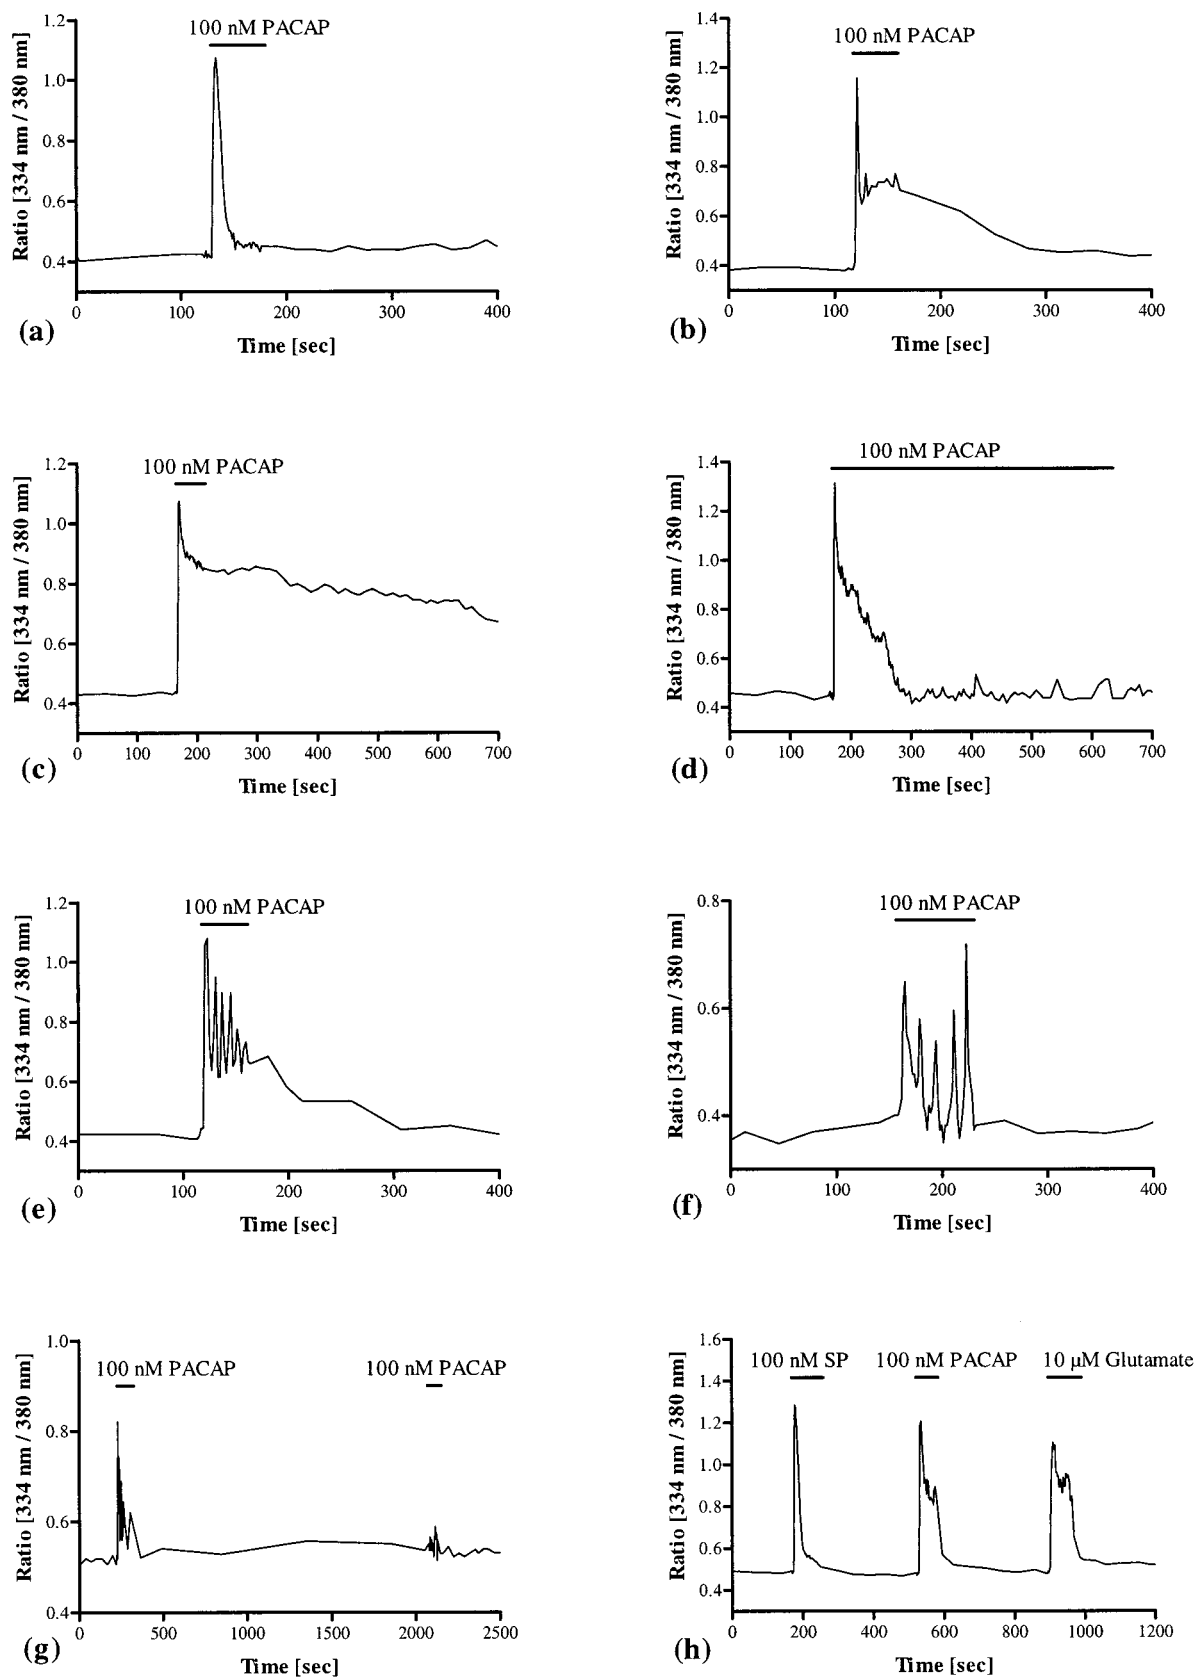 1.2
100 nM PACAP
1.0
0.8
0.6
0.4
Ratio [334 nm / 380 nm]
0 100 200 300 400
(a)
Time [sec]
1.4
100 nM PACAP
1.2
1.0
0.8
0.6
0.4
Ratio [334 nm / 380 nm]
0 100 200 300 400
(b)
Time [sec]
1.2
100 nM PACAP
1.0
0.8
0.6
0.4
Ratio [334 nm / 380 nm]
0 100 200 300 400 500 600 700
(c)
Time [sec]
1.4
100 nM PACAP
1.2
1.0
0.8
0.6
0.4
Ratio [334 nm / 380 nm]
0 100 200 300 400 500 600 700
(d)
Time [sec]
1.2
100 nM PACAP
1.0
0.8
0.6
0.4
Ratio [334 nm / 380 nm]
0 100 200 300 400
(e)
Time [sec]
0.8
100 nM PACAP
0.6
0.4
Ratio [334 nm / 380 nm]
0 100 200 300 400
(f)
Time [sec]
1.0
100 nM PACAP 100 nM PACAP
0.8
0.6
0.4
Ratio [334 nm / 380 nm]
0 500 1000 1500 2000 2500
(g)
Time [sec]
1.6
100 nM SP 100 nM PACAP 10 µM Glutamate
1.4
1.2
1.0
0.8
0.6
0.4
Ratio [334 nm / 380 nm]
0 200 400 600 800 1000 1200
(h)
Time [sec]